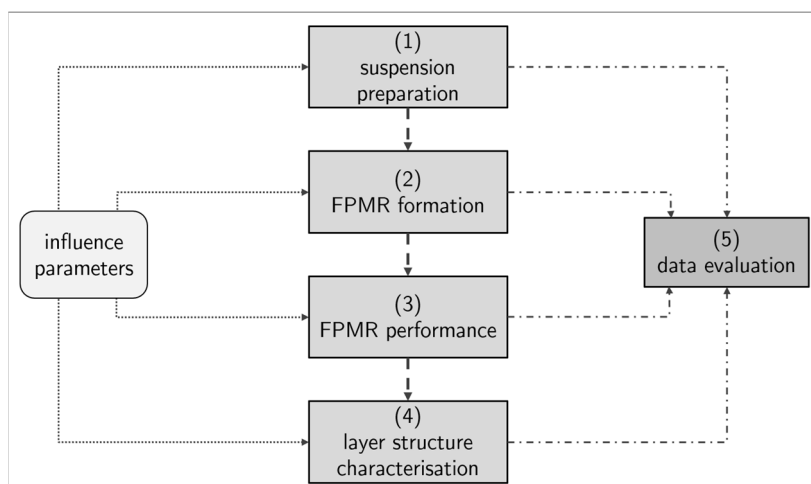 (1)
suspension
preparation
(2)
FPMR formation
influence
parameters
(5)
data evaluation
(3)
FPMR performance
(4)
layer structure
characterisation